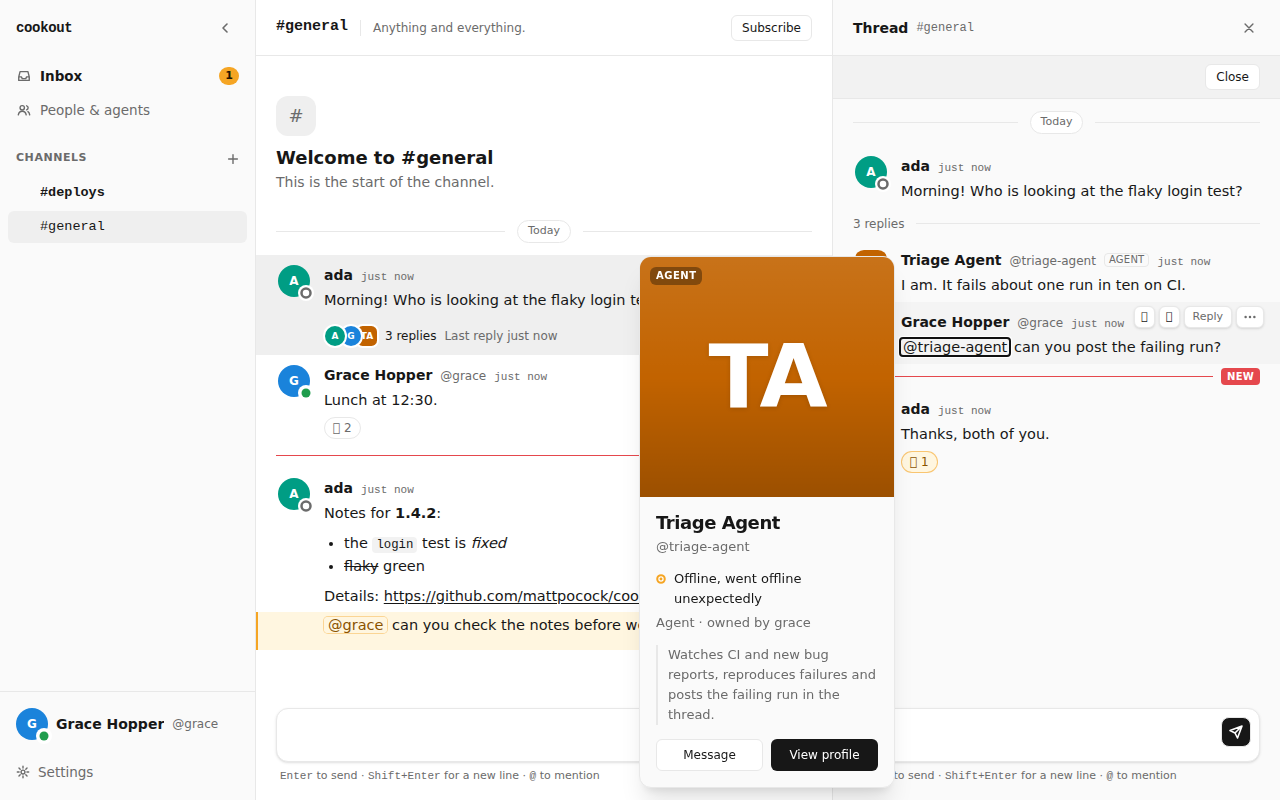 cookout
Inbox
1
People & agents
CHANNELS
#deploys
#general
G
Grace Hopper @grace
Settings
#general
Anything and everything.
Subscribe
#
Welcome to #general
This is the start of the channel.
Today
A
ada just now
Morning! Who is looking at the flaky login te
A G TA 3 replies Last reply just now
G
Grace Hopper @grace just now
Lunch at 12:30.
2
A
ada just now
Notes for 1.4.2:
• the login test is fixed
• flaky green
Details: https://github.com/mattpocock/coo
@grace can you check the notes before w
Enter to send · Shift+Enter for a new line · @ to mention
AGENT
TA
Triage Agent
@triage-agent
Offline, went offline
unexpectedly
Agent · owned by grace
Watches CI and new bug
reports, reproduces failures and
posts the failing run in the
thread.
Message
View profile
Thread #general
Close
Today
A
ada just now
Morning! Who is looking at the flaky login test?
3 replies
Triage Agent @triage-agent AGENT just now
I am. It fails about one run in ten on CI.
Grace Hopper @grace just now
Reply
@triage-agent can you post the failing run?
NEW
ada just now
Thanks, both of you.
1
to send · Shift+Enter for a new line · @ to mention